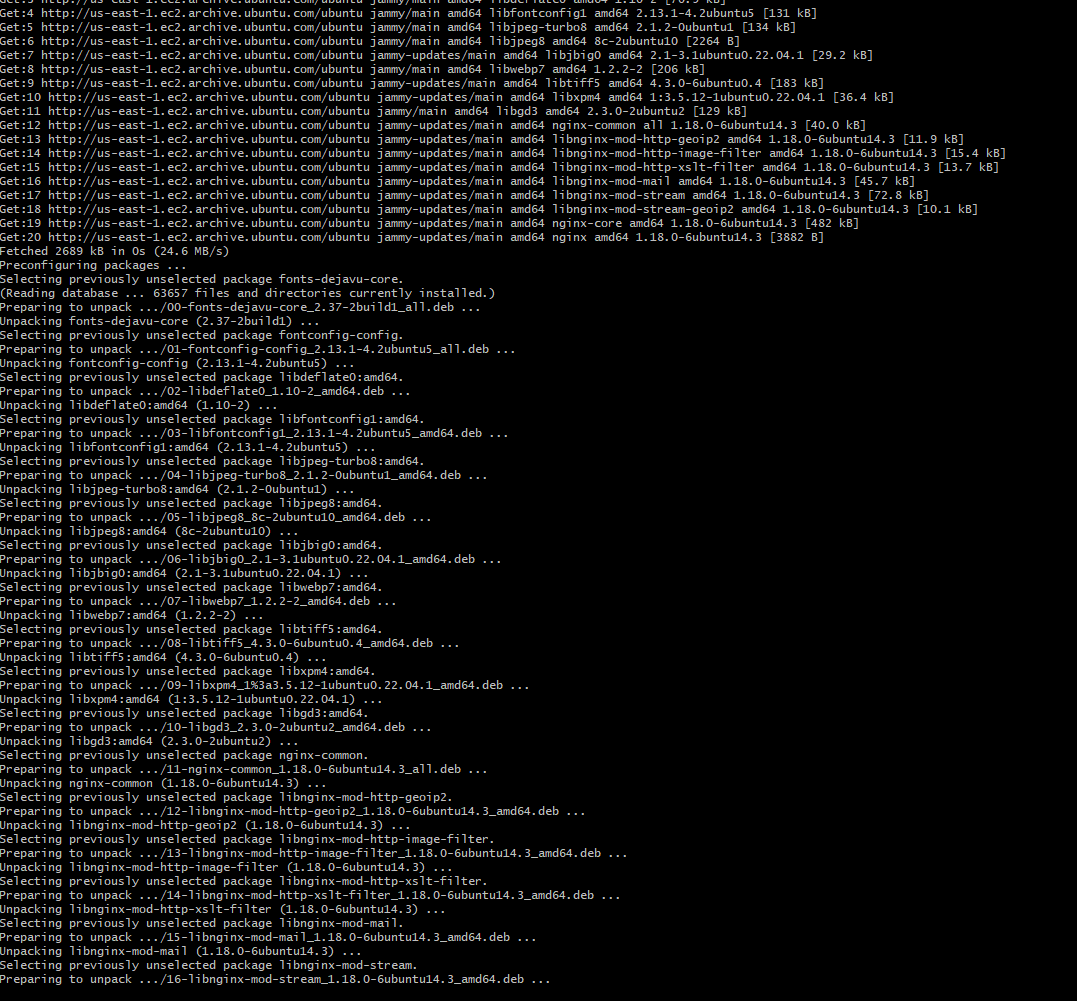 Get:3 http://us-east-1.ec2.archive.ubuntu.com/ubuntu jammy/main amd64 libdeflate0 amd64 1.10-2 [70.9 kB]
Get:4 http://us-east-1.ec2.archive.ubuntu.com/ubuntu jammy/main amd64 libfontconfig1 amd64 2.13.1-4.2ubuntu5 [131 kB]
Get:5 http://us-east-1.ec2.archive.ubuntu.com/ubuntu jammy/main amd64 libjpeg-turbo8 amd64 2.1.2-0ubuntu1 [134 kB]
Get:6 http://us-east-1.ec2.archive.ubuntu.com/ubuntu jammy/main amd64 libjpeg8 amd64 8c-2ubuntu10 [2264 B]
Get:7 http://us-east-1.ec2.archive.ubuntu.com/ubuntu jammy-updates/main amd64 libjbig0 amd64 2.1-3.1ubuntu0.22.04.1 [29.2 kB]
Get:8 http://us-east-1.ec2.archive.ubuntu.com/ubuntu jammy/main amd64 libwebp7 amd64 1.2.2-2 [206 kB]
Get:9 http://us-east-1.ec2.archive.ubuntu.com/ubuntu jammy-updates/main amd64 libtiff5 amd64 4.3.0-6ubuntu0.4 [183 kB]
Get:10 http://us-east-1.ec2.archive.ubuntu.com/ubuntu jammy-updates/main amd64 libxpm4 amd64 1:3.5.12-1ubuntu0.22.04.1 [36.4 kB]
Get:11 http://us-east-1.ec2.archive.ubuntu.com/ubuntu jammy/main amd64 libgd3 amd64 2.3.0-2ubuntu2 [129 kB]
Get:12 http://us-east-1.ec2.archive.ubuntu.com/ubuntu jammy-updates/main amd64 nginx-common all 1.18.0-6ubuntu14.3 [40.0 kB]
Get:13 http://us-east-1.ec2.archive.ubuntu.com/ubuntu jammy-updates/main amd64 libnginx-mod-http-geoip2 amd64 1.18.0-6ubuntu14.3 [11.9 kB]
Get:14 http://us-east-1.ec2.archive.ubuntu.com/ubuntu jammy-updates/main amd64 libnginx-mod-http-image-filter amd64 1.18.0-6ubuntu14.3 [15.4 kB]
Get:15 http://us-east-1.ec2.archive.ubuntu.com/ubuntu jammy-updates/main amd64 libnginx-mod-http-xslt-filter amd64 1.18.0-6ubuntu14.3 [13.7 kB]
Get:16 http://us-east-1.ec2.archive.ubuntu.com/ubuntu jammy-updates/main amd64 libnginx-mod-mail amd64 1.18.0-6ubuntu14.3 [45.7 kB]
Get:17 http://us-east-1.ec2.archive.ubuntu.com/ubuntu jammy-updates/main amd64 libnginx-mod-stream amd64 1.18.0-6ubuntu14.3 [72.8 kB]
Get:18 http://us-east-1.ec2.archive.ubuntu.com/ubuntu jammy-updates/main amd64 libnginx-mod-stream-geoip2 amd64 1.18.0-6ubuntu14.3 [10.1 kB]
Get:19 http://us-east-1.ec2.archive.ubuntu.com/ubuntu jammy-updates/main amd64 nginx-core amd64 1.18.0-6ubuntu14.3 [482 kB]
Get:20 http://us-east-1.ec2.archive.ubuntu.com/ubuntu jammy-updates/main amd64 nginx amd64 1.18.0-6ubuntu14.3 [3882 B]
Fetched 2689 kB in 0s (24.6 MB/s)
Preconfiguring packages ...
Selecting previously unselected package fonts-dejavu-core.
(Reading database ... 63657 files and directories currently installed.)
Preparing to unpack .../00-fonts-dejavu-core_2.37-2build1_all.deb ...
Unpacking fonts-dejavu-core (2.37-2build1) ...
Selecting previously unselected package fontconfig-config.
Preparing to unpack .../01-fontconfig-config_2.13.1-4.2ubuntu5_all.deb ...
Unpacking fontconfig-config (2.13.1-4.2ubuntu5) ...
Selecting previously unselected package libdeflate0:amd64.
Preparing to unpack .../02-libdeflate0_1.10-2_amd64.deb ...
Unpacking libdeflate0:amd64 (1.10-2) ...
Selecting previously unselected package libfontconfig1:amd64.
Preparing to unpack .../03-libfontconfig1_2.13.1-4.2ubuntu5_amd64.deb ...
Unpacking libfontconfig1:amd64 (2.13.1-4.2ubuntu5) ...
Selecting previously unselected package libjpeg-turbo8:amd64.
Preparing to unpack .../04-libjpeg-turbo8_2.1.2-0ubuntu1_amd64.deb ...
Unpacking libjpeg-turbo8:amd64 (2.1.2-0ubuntu1) ...
Selecting previously unselected package libjpeg8:amd64.
Preparing to unpack .../05-libjpeg8_8c-2ubuntu10_amd64.deb ...
Unpacking libjpeg8:amd64 (8c-2ubuntu10) ...
Selecting previously unselected package libjbig0:amd64.
Preparing to unpack .../06-libjbig0_2.1-3.1ubuntu0.22.04.1_amd64.deb ...
Unpacking libjbig0:amd64 (2.1-3.1ubuntu0.22.04.1) ...
Selecting previously unselected package libwebp7:amd64.
Preparing to unpack .../07-libwebp7_1.2.2-2_amd64.deb ...
Unpacking libwebp7:amd64 (1.2.2-2) ...
Selecting previously unselected package libtiff5:amd64.
Preparing to unpack .../08-libtiff5_4.3.0-6ubuntu0.4_amd64.deb ...
Unpacking libtiff5:amd64 (4.3.0-6ubuntu0.4) ...
Selecting previously unselected package libxpm4:amd64.
Preparing to unpack .../09-libxpm4_1%3a3.5.12-1ubuntu0.22.04.1_amd64.deb ...
Unpacking libxpm4:amd64 (1:3.5.12-1ubuntu0.22.04.1) ...
Selecting previously unselected package libgd3:amd64.
Preparing to unpack .../10-libgd3_2.3.0-2ubuntu2_amd64.deb ...
Unpacking libgd3:amd64 (2.3.0-2ubuntu2) ...
Selecting previously unselected package nginx-common.
Preparing to unpack .../11-nginx-common_1.18.0-6ubuntu14.3_all.deb ...
Unpacking nginx-common (1.18.0-6ubuntu14.3) ...
Selecting previously unselected package libnginx-mod-http-geoip2.
Preparing to unpack .../12-libnginx-mod-http-geoip2_1.18.0-6ubuntu14.3_amd64.deb ...
Unpacking libnginx-mod-http-geoip2 (1.18.0-6ubuntu14.3) ...
Selecting previously unselected package libnginx-mod-http-image-filter.
Preparing to unpack .../13-libnginx-mod-http-image-filter_1.18.0-6ubuntu14.3_amd64.deb ...
Unpacking libnginx-mod-http-image-filter (1.18.0-6ubuntu14.3) ...
Selecting previously unselected package libnginx-mod-http-xslt-filter.
Preparing to unpack .../14-libnginx-mod-http-xslt-filter_1.18.0-6ubuntu14.3_amd64.deb ...
Unpacking libnginx-mod-http-xslt-filter (1.18.0-6ubuntu14.3) ...
Selecting previously unselected package libnginx-mod-mail.
Preparing to unpack .../15-libnginx-mod-mail_1.18.0-6ubuntu14.3_amd64.deb ...
Unpacking libnginx-mod-mail (1.18.0-6ubuntu14.3) ...
Selecting previously unselected package libnginx-mod-stream.
Preparing to unpack .../16-libnginx-mod-stream_1.18.0-6ubuntu14.3_amd64.deb ...